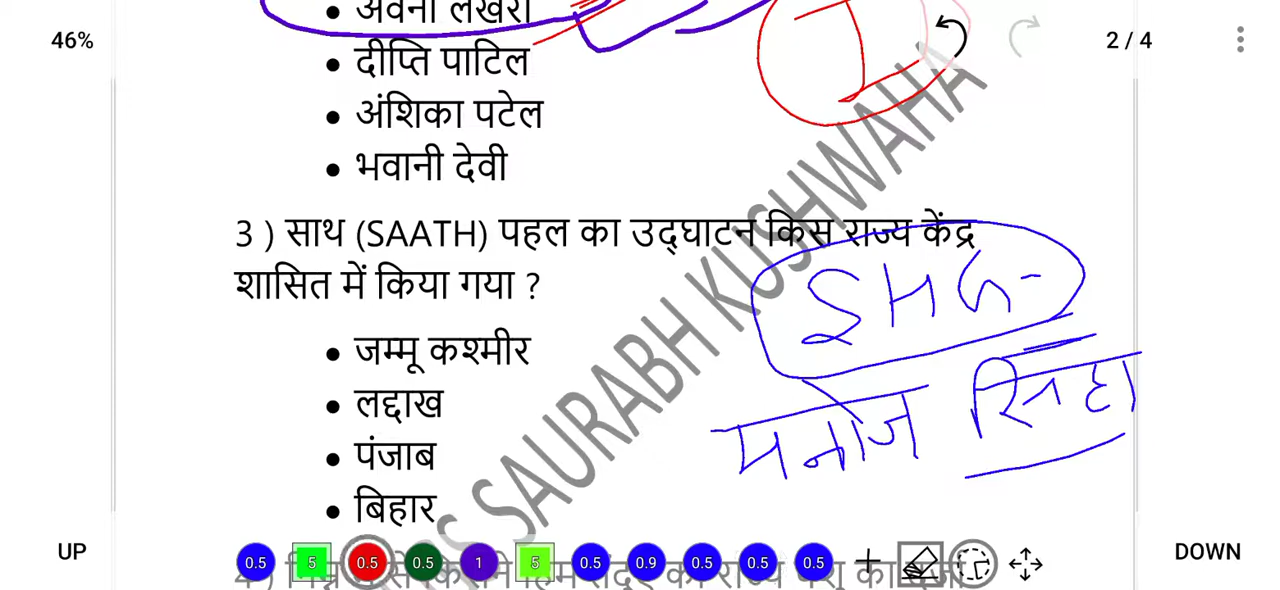 अवनी लेखरा
46%
2 / 4
• दीप्ति पाटिल
• अंशिका पटेल
• भवानी देवी
3 ) साथ (SAATH) पहल का उद्घाटन किस राज्य केंद्र
शासित में किया गया ?
SHG
• जम्मू कश्मीर
मनोज सिन्हा
• लद्दाख
• पंजाब
• बिहार
SAURABH KUSHWAHA
UP
0.5 5 0.5 0.5 1 5 0.5 0.9 0.5 0.5 0.5
DOWN